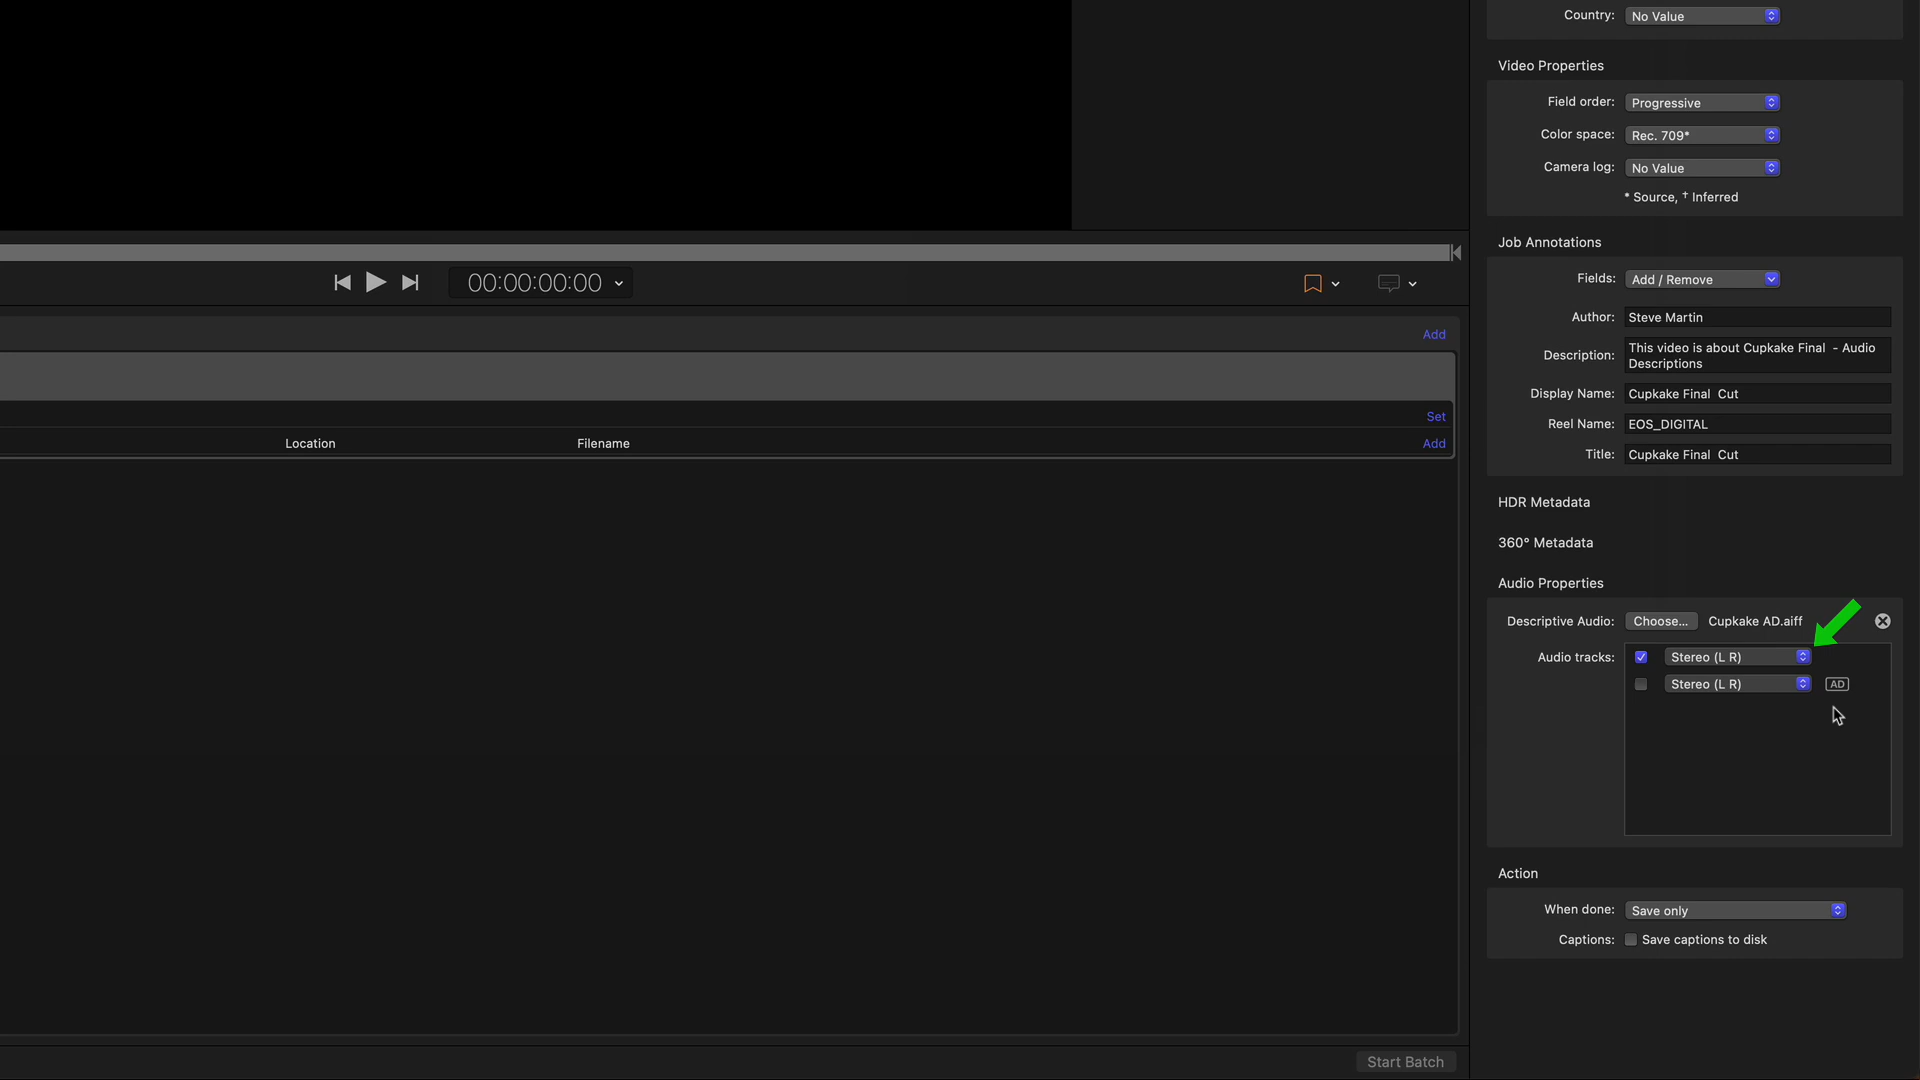 Country: No Value
Video Properties
Field order: Progressive
Color space: Rec. 709*
Camera log: No Value
* Source, † Inferred
Job Annotations
Fields: Add / Remove
Author: Steve Martin
Description: This video is about Cupkake Final  - Audio
Descriptions
Display Name: Cupkake Final  Cut
Reel Name: EOS_DIGITAL
Title: Cupkake Final  Cut
HDR Metadata
360° Metadata
Audio Properties
Descriptive Audio: Choose... Cupkake AD.aiff
Audio tracks: Stereo (L R)
Stereo (L R) AD
Action
When done: Save only
Captions: Save captions to disk
00:00:00:00
Add
Set
Location Filename Add
Start Batch